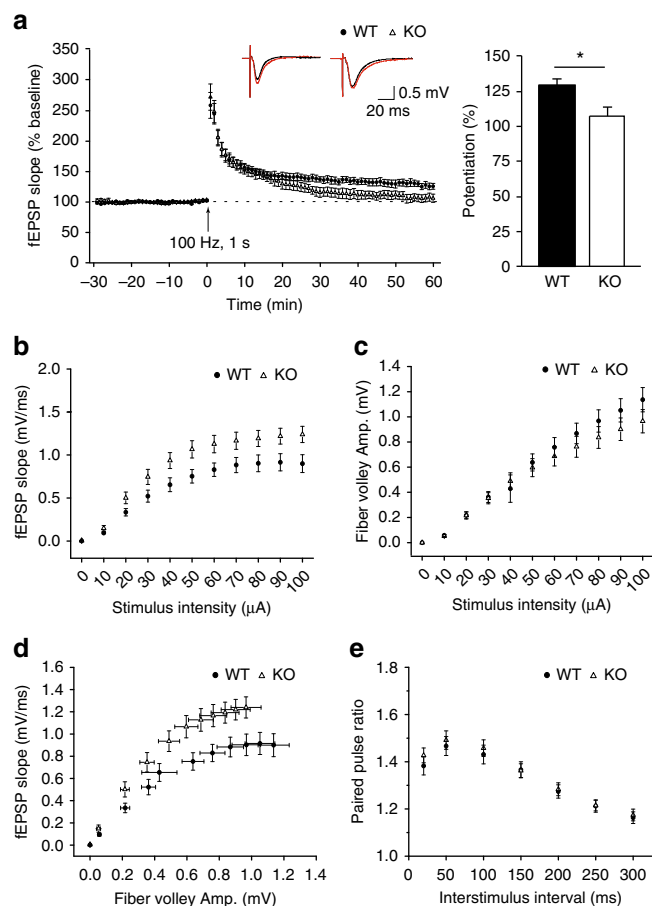 a
WT KO
fEPSP slope (% baseline)
350
300
250
200
150
100
50
0
–30 –20 –10 0 10 20 30 40 50 60
Time (min)
100 Hz, 1 s
0.5 mV
20 ms
Potentiation (%)
150
125
100
75
50
0
*
WT KO
b
WT KO
fEPSP slope (mV/ms)
2.0
1.5
1.0
0.5
0.0
0 10 20 30 40 50 60 70 80 90 100
Stimulus intensity (µA)
c
WT KO
Fiber volley Amp. (mV)
1.4
1.2
1.0
0.8
0.6
0.4
0.2
0.0
0 10 20 30 40 50 60 70 80 90 100
Stimulus intensity (µA)
d
WT KO
fEPSP slope (mV/ms)
1.6
1.4
1.2
1.0
0.8
0.6
0.4
0.2
0.0
0.0 0.2 0.4 0.6 0.8 1.0 1.2 1.4
Fiber volley Amp. (mV)
e
WT KO
Paired pulse ratio
1.8
1.6
1.4
1.2
1.0
0 50 100 150 200 250 300
Interstimulus interval (ms)